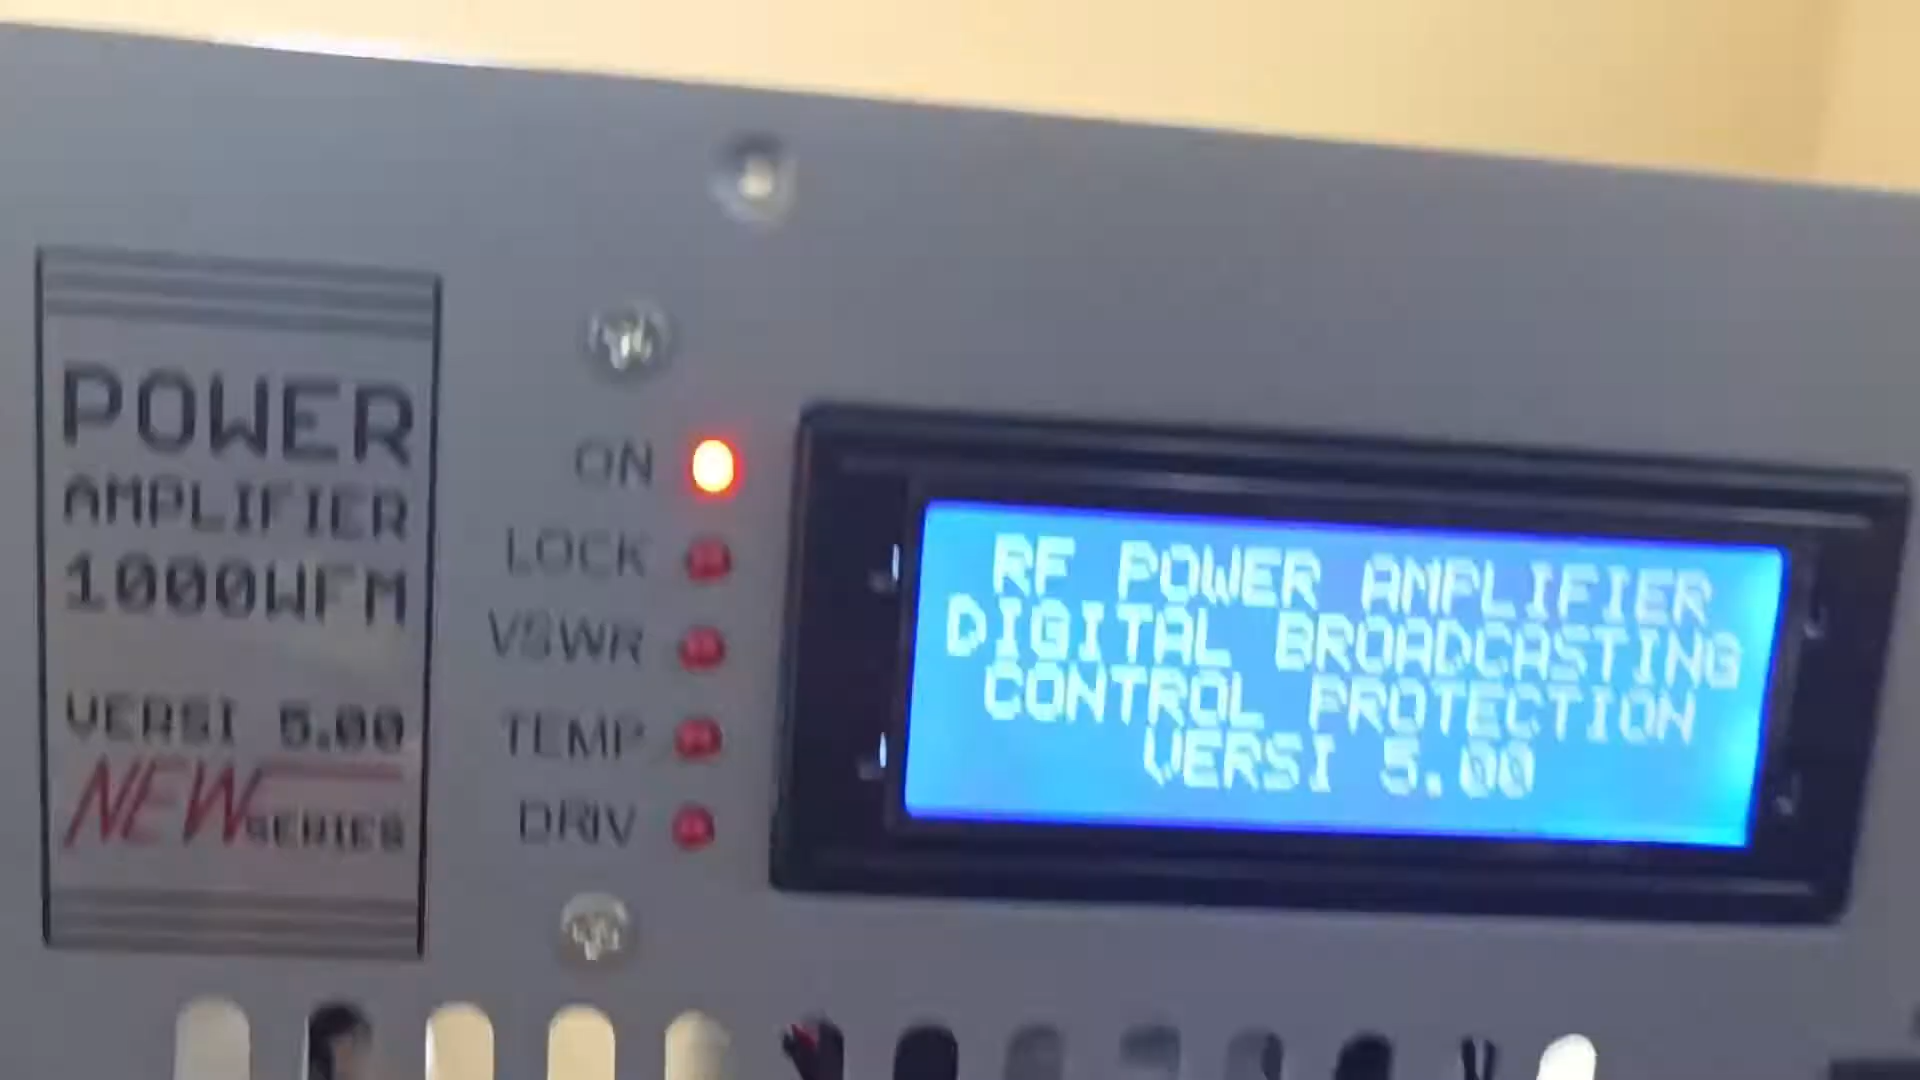 POWER
AMPLIFIER
1000WFM
VERSI 5.00
NEW SERIES
ON
LOCK
VSWR
TEMP
DRIV
RF POWER AMPLIFIER
DIGITAL BROADCASTING
CONTROL PROTECTION
VERSI 5.00